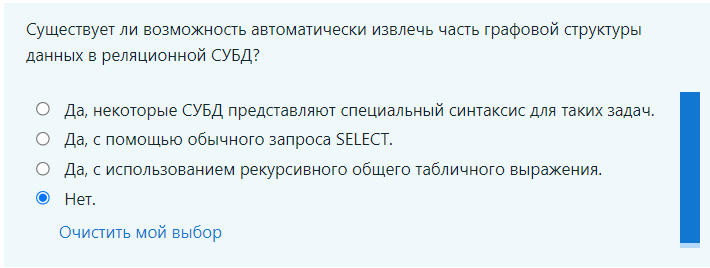 Существует ли возможность автоматически извлечь часть графовой структуры
данных в реляционной СУБД?
Да, некоторые СУБД представляют специальный синтаксис для таких задач.
Да, с помощью обычного запроса SELECT.
Да, с использованием рекурсивного общего табличного выражения.
Нет.
Очистить мой выбор